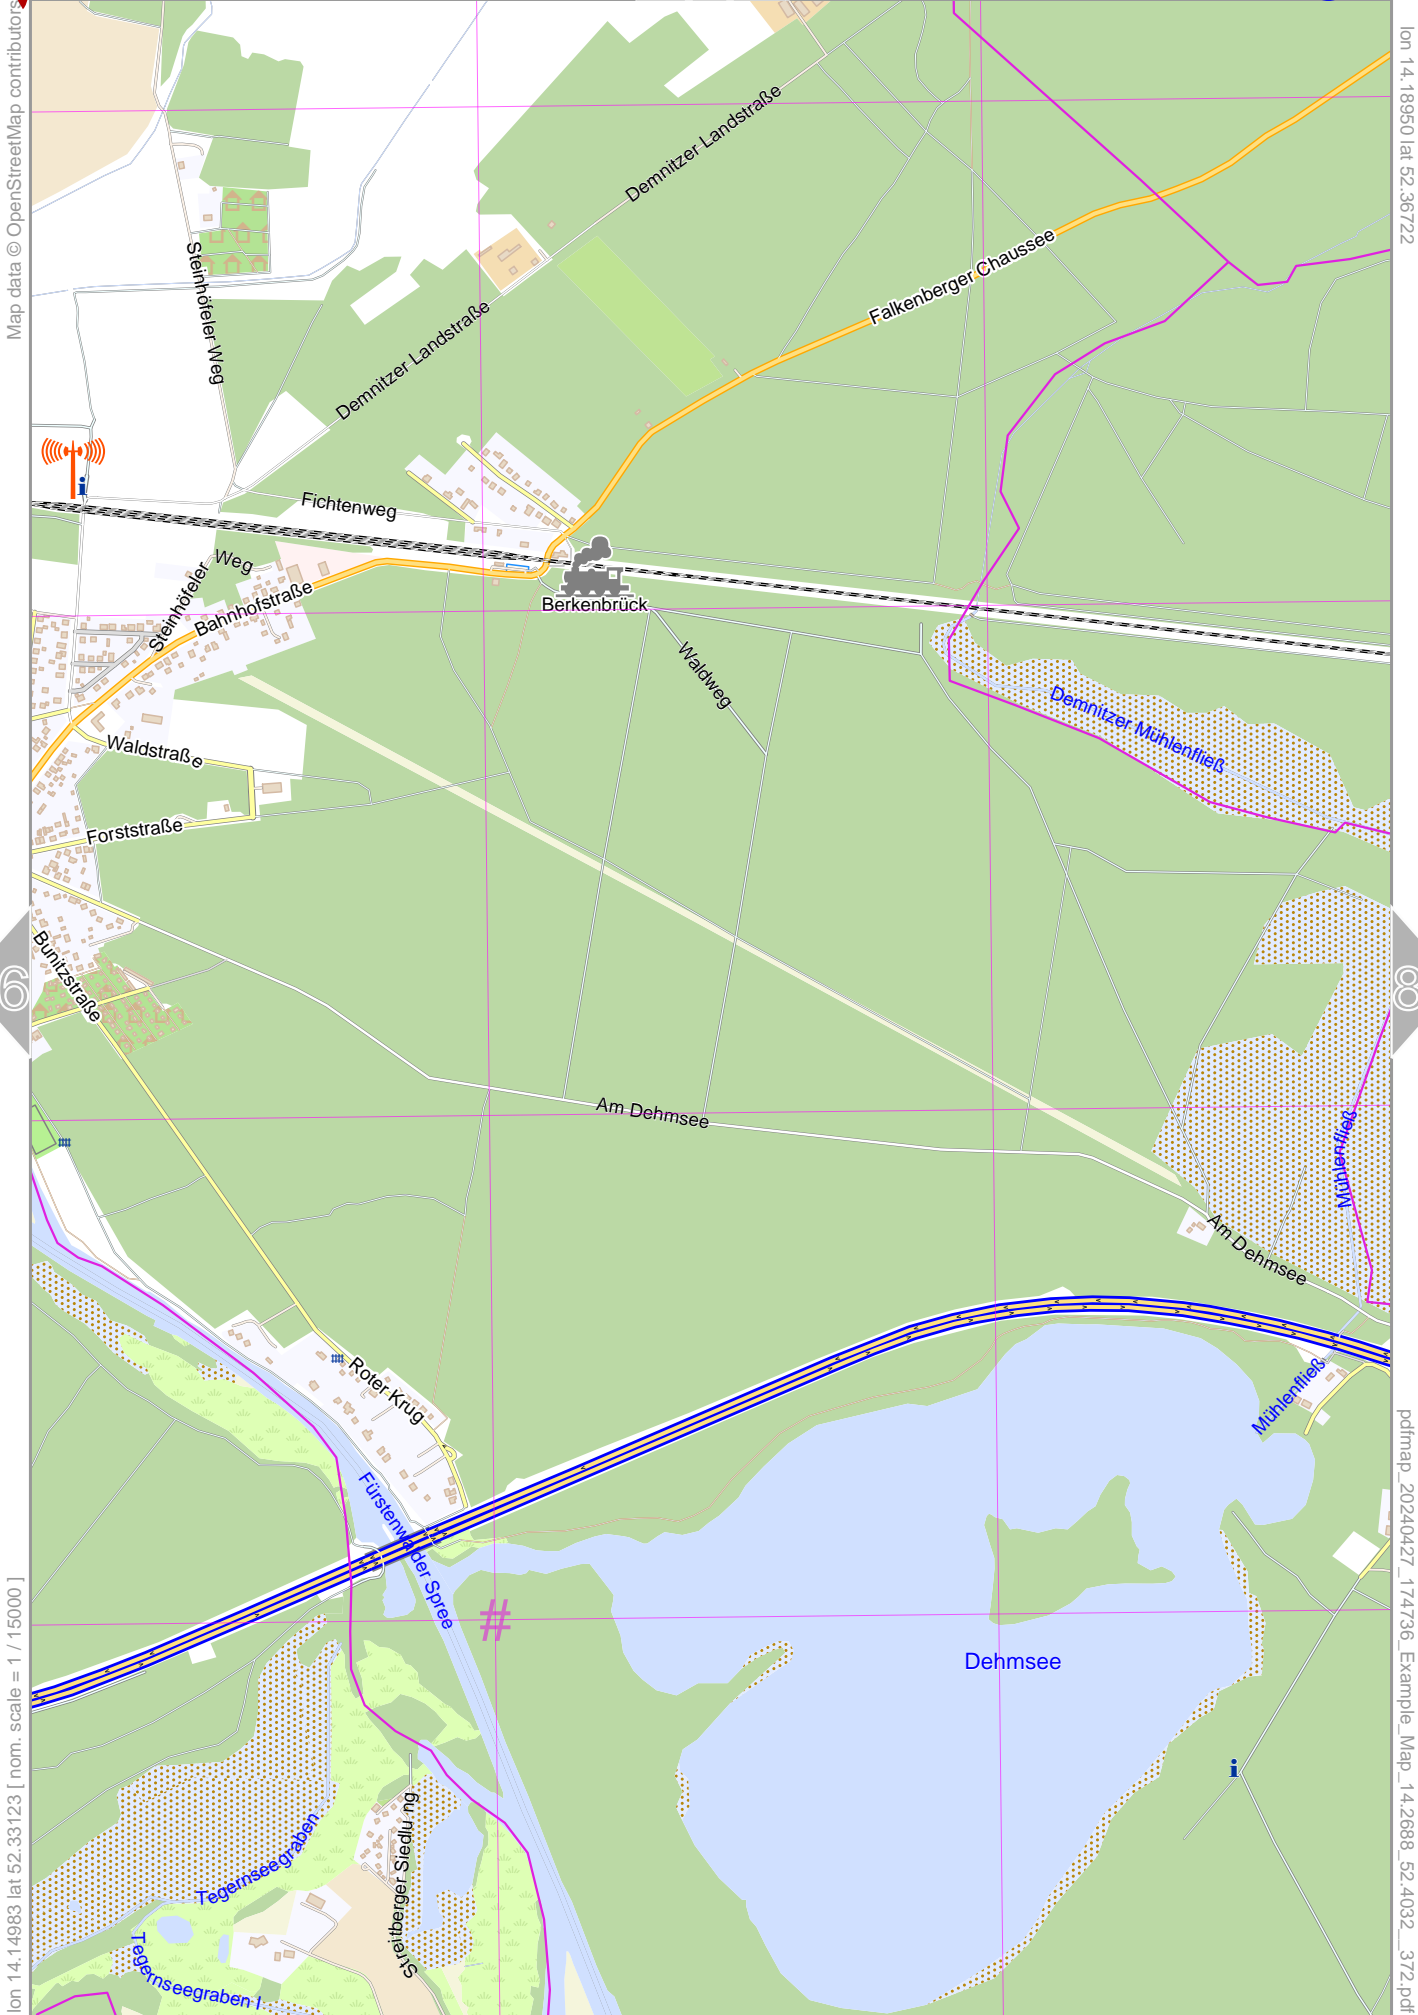 Map data © OpenStreetMap contributors
lon 14.18950 lat 52.36722
Demnitzer Landstraße
Steinhöfeler Weg
Falkenberger Chaussee
Demnitzer Landstraße
i
Fichtenweg
Steinhöfeler Weg
Bahnhofstraße
Berkenbrück
Waldweg
Demnitzer Mühlenfließ
Waldstraße
Forststraße
Bunitzstraße
6
8
Am Dehmsee
Mühlenfließ
Am Dehmsee
Roter Krug
Mühlenfließ
Fürstenwalder Spree
#
Dehmsee
i
Streitberger Siedlung
Tegernseegraben
Tegernseegraben I
lon 14.14983 lat 52.33123 [ nom. scale = 1 / 15000 ]
pdfmap_20240427_174736_Example_Map_14.2688_52.4032__372.pdf